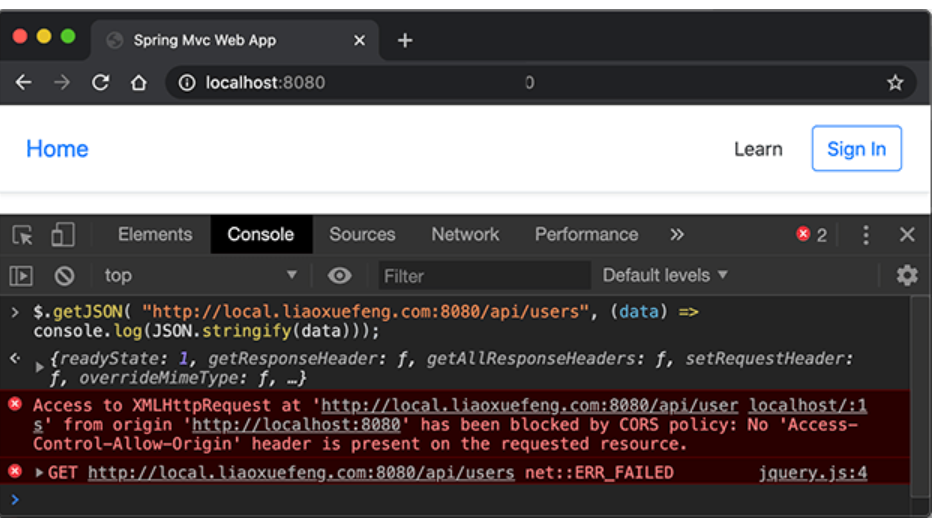 Spring Mvc Web App
localhost:8080 0
Home Learn Sign In
Elements Console Sources Network Performance » 2
top Filter Default levels ▼
> $.getJSON( "http://local.liaoxuefeng.com:8080/api/users", (data) =>
console.log(JSON.stringify(data)));
{readyState: 1, getResponseHeader: ƒ, getAllResponseHeaders: ƒ, setRequestHeader:
ƒ, overrideMimeType: ƒ, …}
Access to XMLHttpRequest at 'http://local.liaoxuefeng.com:8080/api/user localhost/:1
s' from origin 'http://localhost:8080' has been blocked by CORS policy: No 'Access-
Control-Allow-Origin' header is present on the requested resource.
GET http://local.liaoxuefeng.com:8080/api/users net::ERR_FAILED jquery.js:4
>